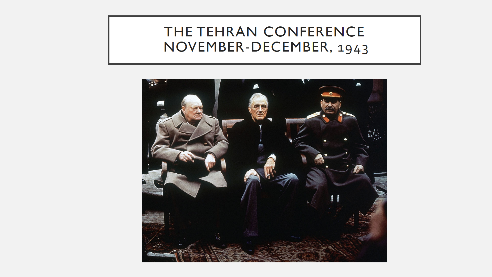 THE TEHRAN CONFERENCE
NOVEMBER-DECEMBER, 1943